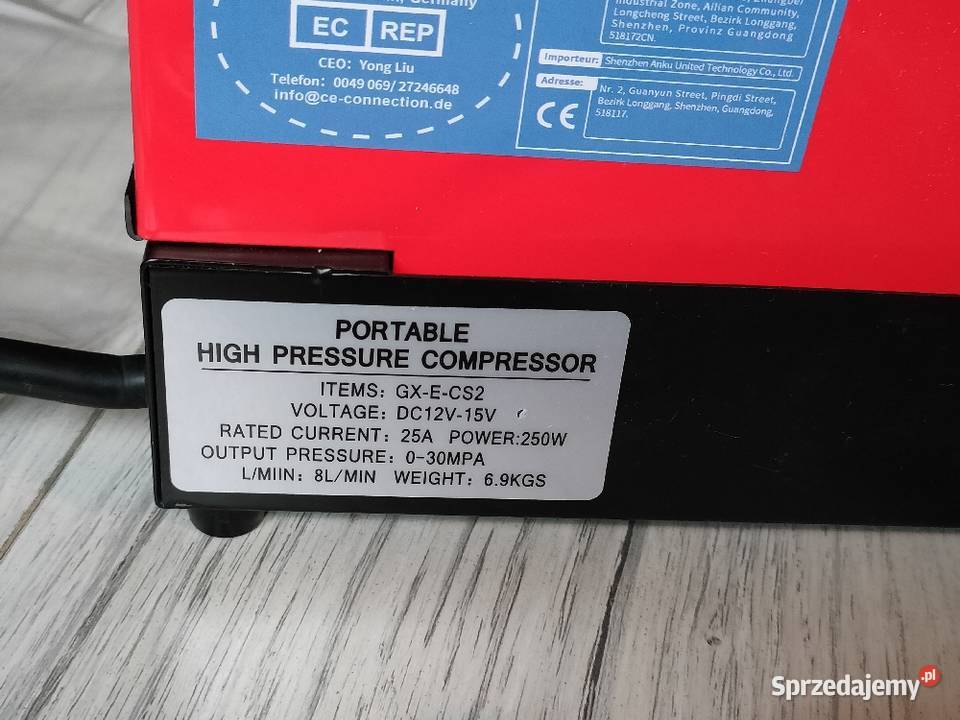 Germany
EC REP
CEO: Yong Liu
Telefon: 0049 069/ 27246648
info@ce-connection.de
Industrial Zone, Ailian Community,
Longcheng Street, Bezirk Longgang,
Shenzhen, Provinz Guangdong
518172CN.
Importeur: Shenzhen Anku United Technology Co., Ltd.
Adresse: Nr. 2, Guanyun Street, Pingdi Street,
Bezirk Longgang, Shenzhen, Guangdong,
518117.
CE
PORTABLE
HIGH PRESSURE COMPRESSOR
ITEMS: GX-E-CS2
VOLTAGE: DC12V-15V
RATED CURRENT: 25A POWER:250W
OUTPUT PRESSURE: 0-30MPA
L/MIIN: 8L/MIN WEIGHT: 6.9KGS
Sprzedajemy.pl